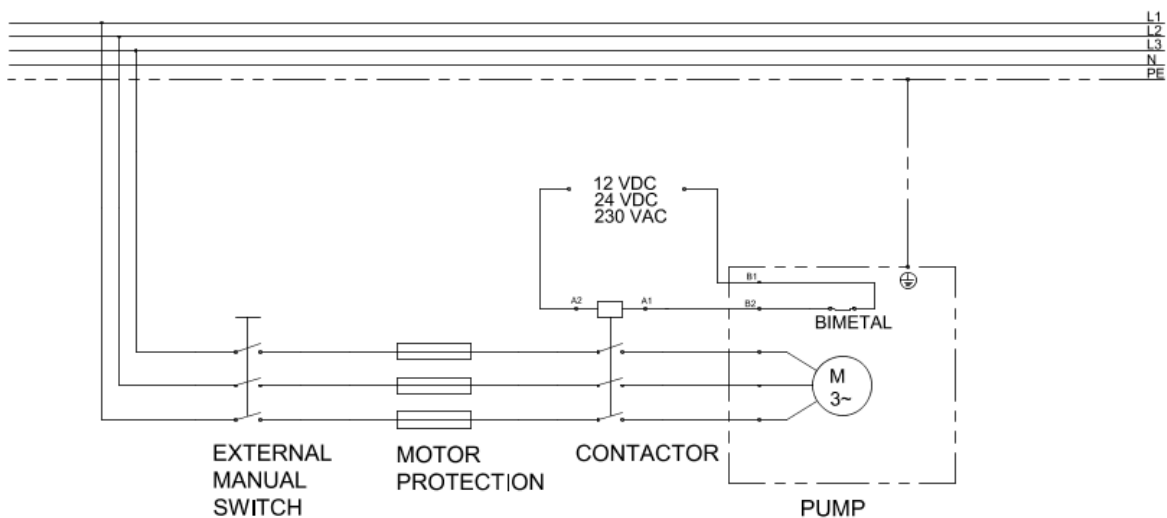 L1
L2
L3
N
PE
12 VDC
24 VDC
230 VAC
B1
A2
A1
B2
BIMETAL
M
3~
EXTERNAL
MANUAL
SWITCH
MOTOR
PROTECTION
CONTACTOR
PUMP